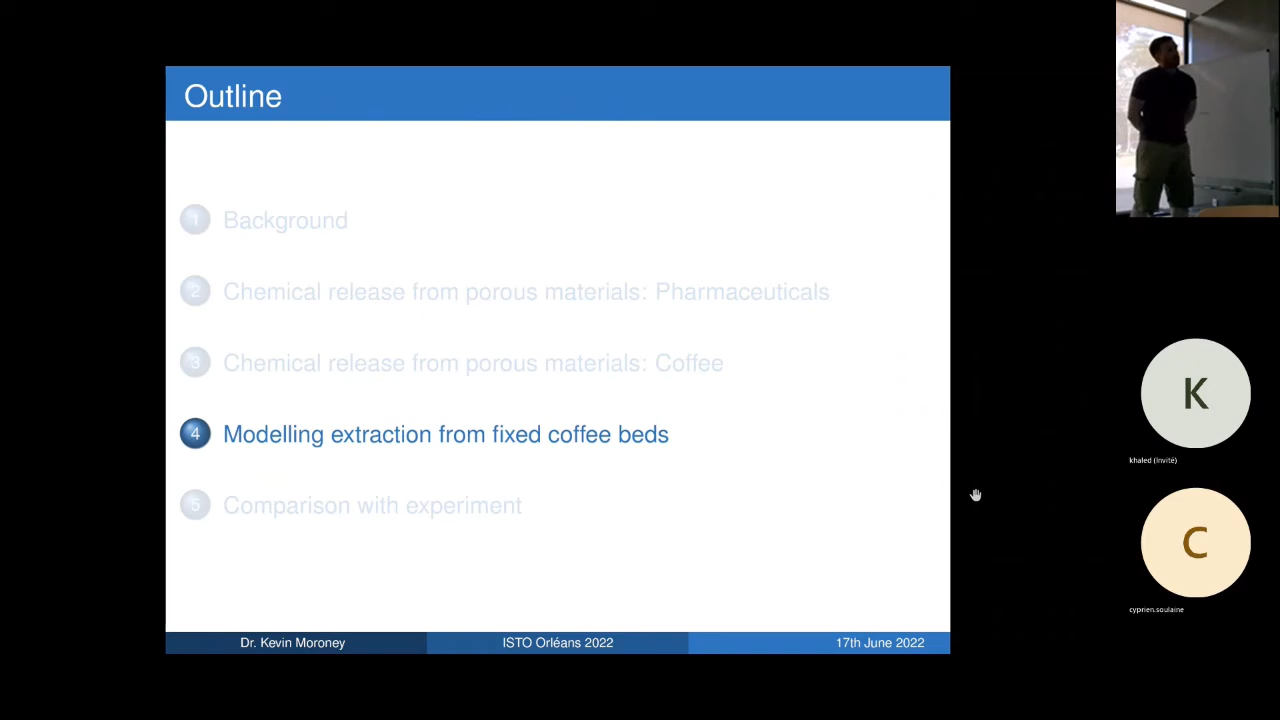 Outline
1 Background
2 Chemical release from porous materials: Pharmaceuticals
3 Chemical release from porous materials: Coffee
4 Modelling extraction from fixed coffee beds
5 Comparison with experiment
Dr. Kevin Moroney
ISTO Orléans 2022
17th June 2022
K
khaled (Invité)
C
cyprien.soulaine